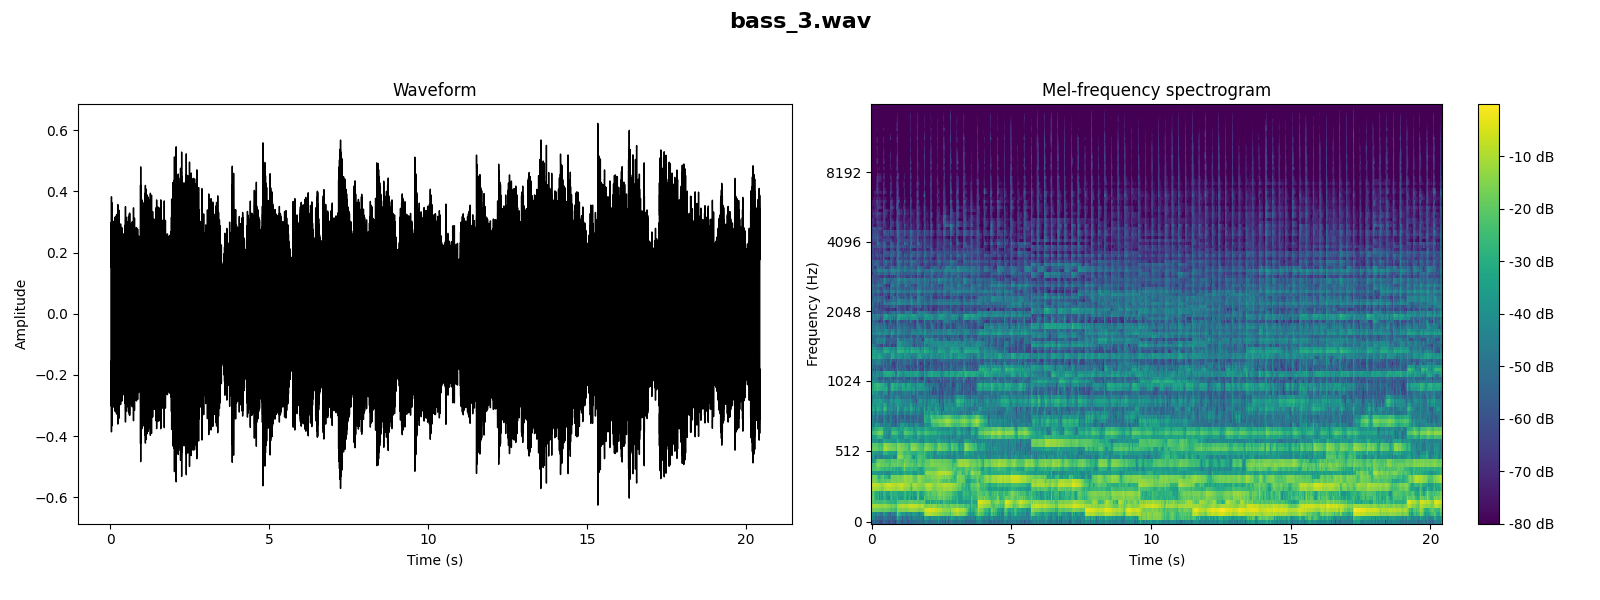 bass_3.wav
Waveform
Amplitude
0.6
0.4
0.2
0.0
−0.2
−0.4
−0.6
0
5
10
15
20
Time (s)
Mel-frequency spectrogram
Frequency (Hz)
8192
4096
2048
1024
512
0
0
5
10
15
20
Time (s)
-10 dB
-20 dB
-30 dB
-40 dB
-50 dB
-60 dB
-70 dB
-80 dB